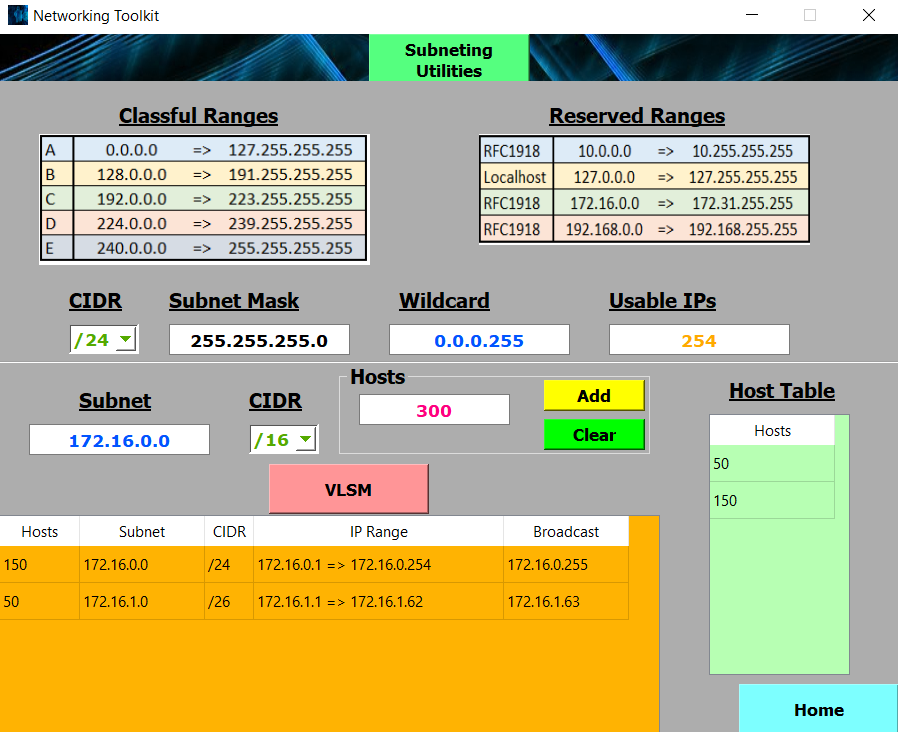 Networking Toolkit
Subneting
Utilities
Classful Ranges
A 0.0.0.0 => 127.255.255.255
B 128.0.0.0 => 191.255.255.255
C 192.0.0.0 => 223.255.255.255
D 224.0.0.0 => 239.255.255.255
E 240.0.0.0 => 255.255.255.255
Reserved Ranges
RFC1918 10.0.0.0 => 10.255.255.255
Localhost 127.0.0.0 => 127.255.255.255
RFC1918 172.16.0.0 => 172.31.255.255
RFC1918 192.168.0.0 => 192.168.255.255
CIDR Subnet Mask Wildcard Usable IPs
/24 255.255.255.0 0.0.0.255 254
Subnet CIDR
172.16.0.0 /16
Hosts
300
Add
Clear
VLSM
Host Table
Hosts
50
150
Hosts Subnet CIDR IP Range Broadcast
150 172.16.0.0 /24 172.16.0.1 => 172.16.0.254 172.16.0.255
50 172.16.1.0 /26 172.16.1.1 => 172.16.1.62 172.16.1.63
Home